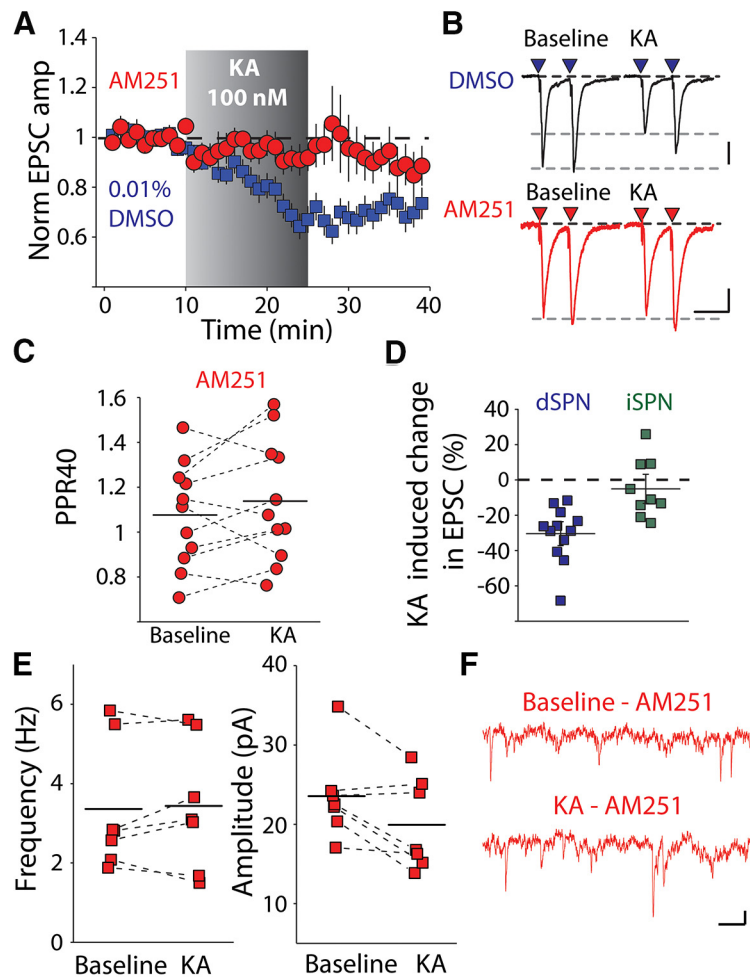 A
1.4
1.2
1
0.8
0.6
Norm EPSC amp
AM251
KA
100 nM
0.01%
DMSO
0
10
20
30
40
Time (min)
B
Baseline KA
DMSO
Baseline KA
AM251
C
AM251
1.6
1.4
1.2
1
0.8
PPR40
Baseline KA
D
dSPN iSPN
40
20
0
-20
-40
-60
KA induced change
in EPSC (%)
E
6
4
2
0
Frequency (Hz)
Baseline KA
40
30
20
10
Amplitude (pA)
Baseline KA
F
Baseline - AM251
KA - AM251